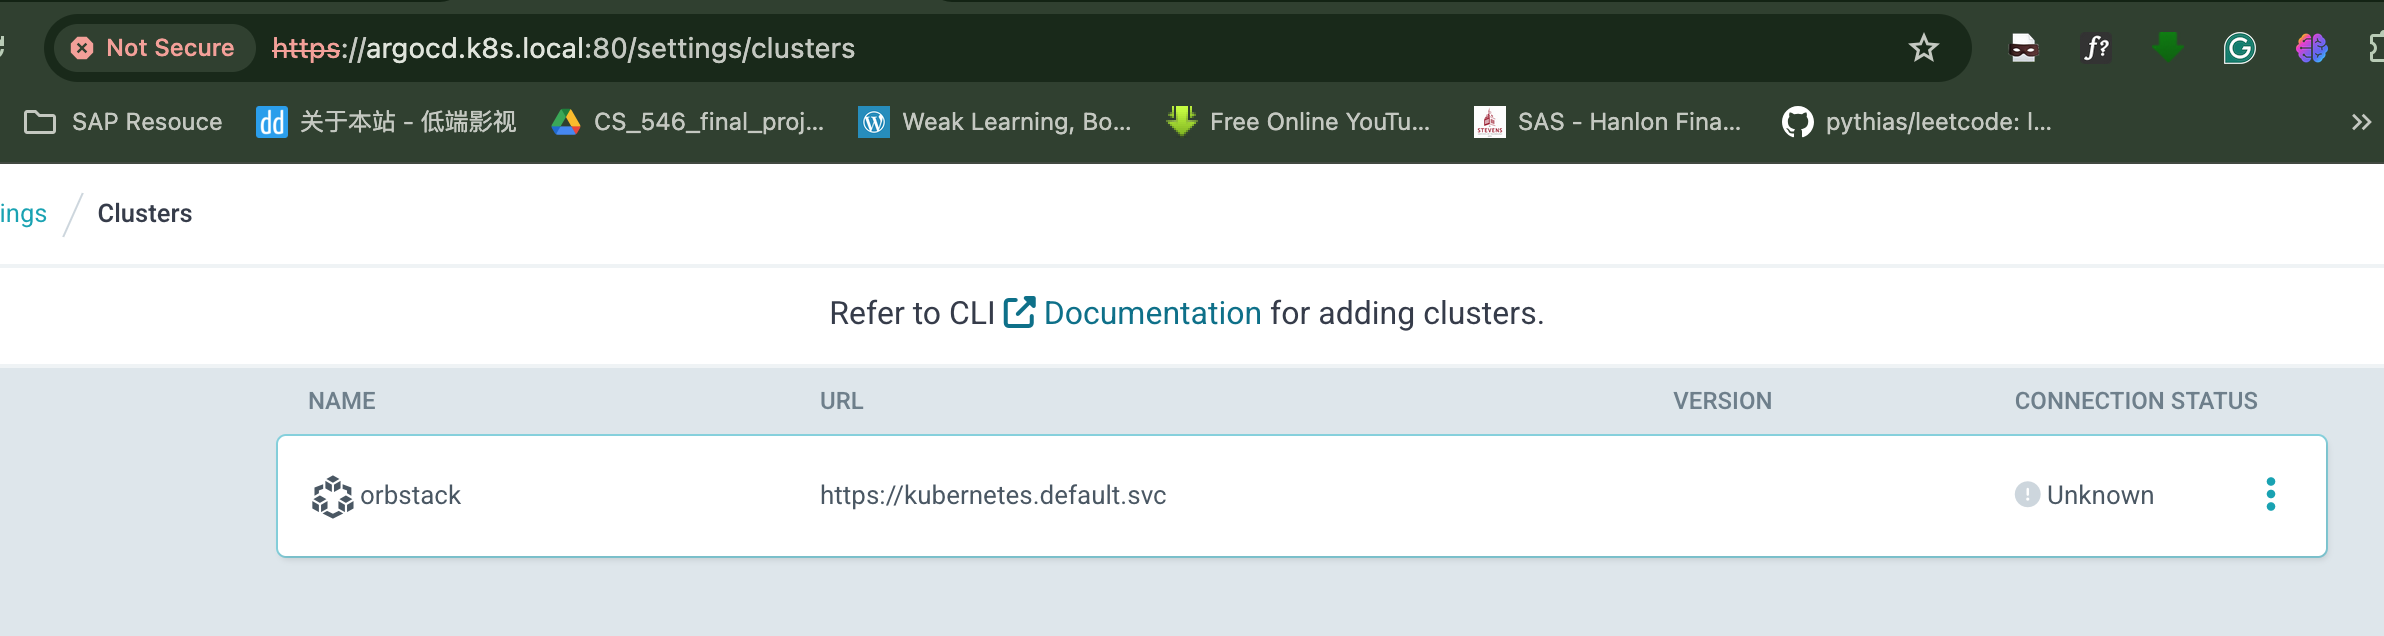 Not Secure https://argocd.k8s.local:80/settings/clusters f?
SAP Resouce dd 关于本站 - 低端影视 CS_546_final_proj... Weak Learning, Bo... Free Online YouTu... STEVENS SAS - Hanlon Fina... pythias/leetcode: l...
ings / Clusters
Refer to CLI Documentation for adding clusters.
NAME URL VERSION CONNECTION STATUS
orbstack https://kubernetes.default.svc Unknown